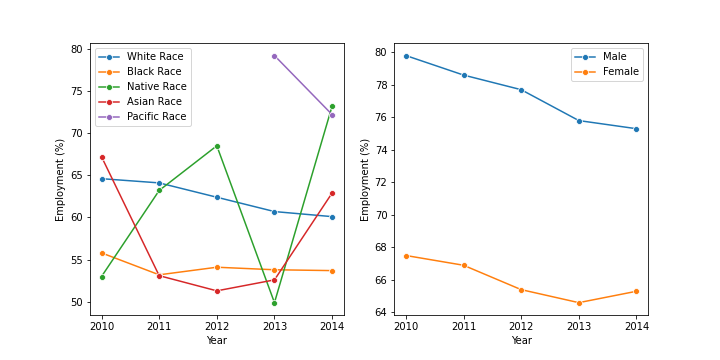 White Race
Black Race
Native Race
Asian Race
Pacific Race
80
75
70
65
60
55
50
Employment (%)
2010 2011 2012 2013 2014
Year
Male
Female
80
78
76
74
72
70
68
66
64
Employment (%)
2010 2011 2012 2013 2014
Year